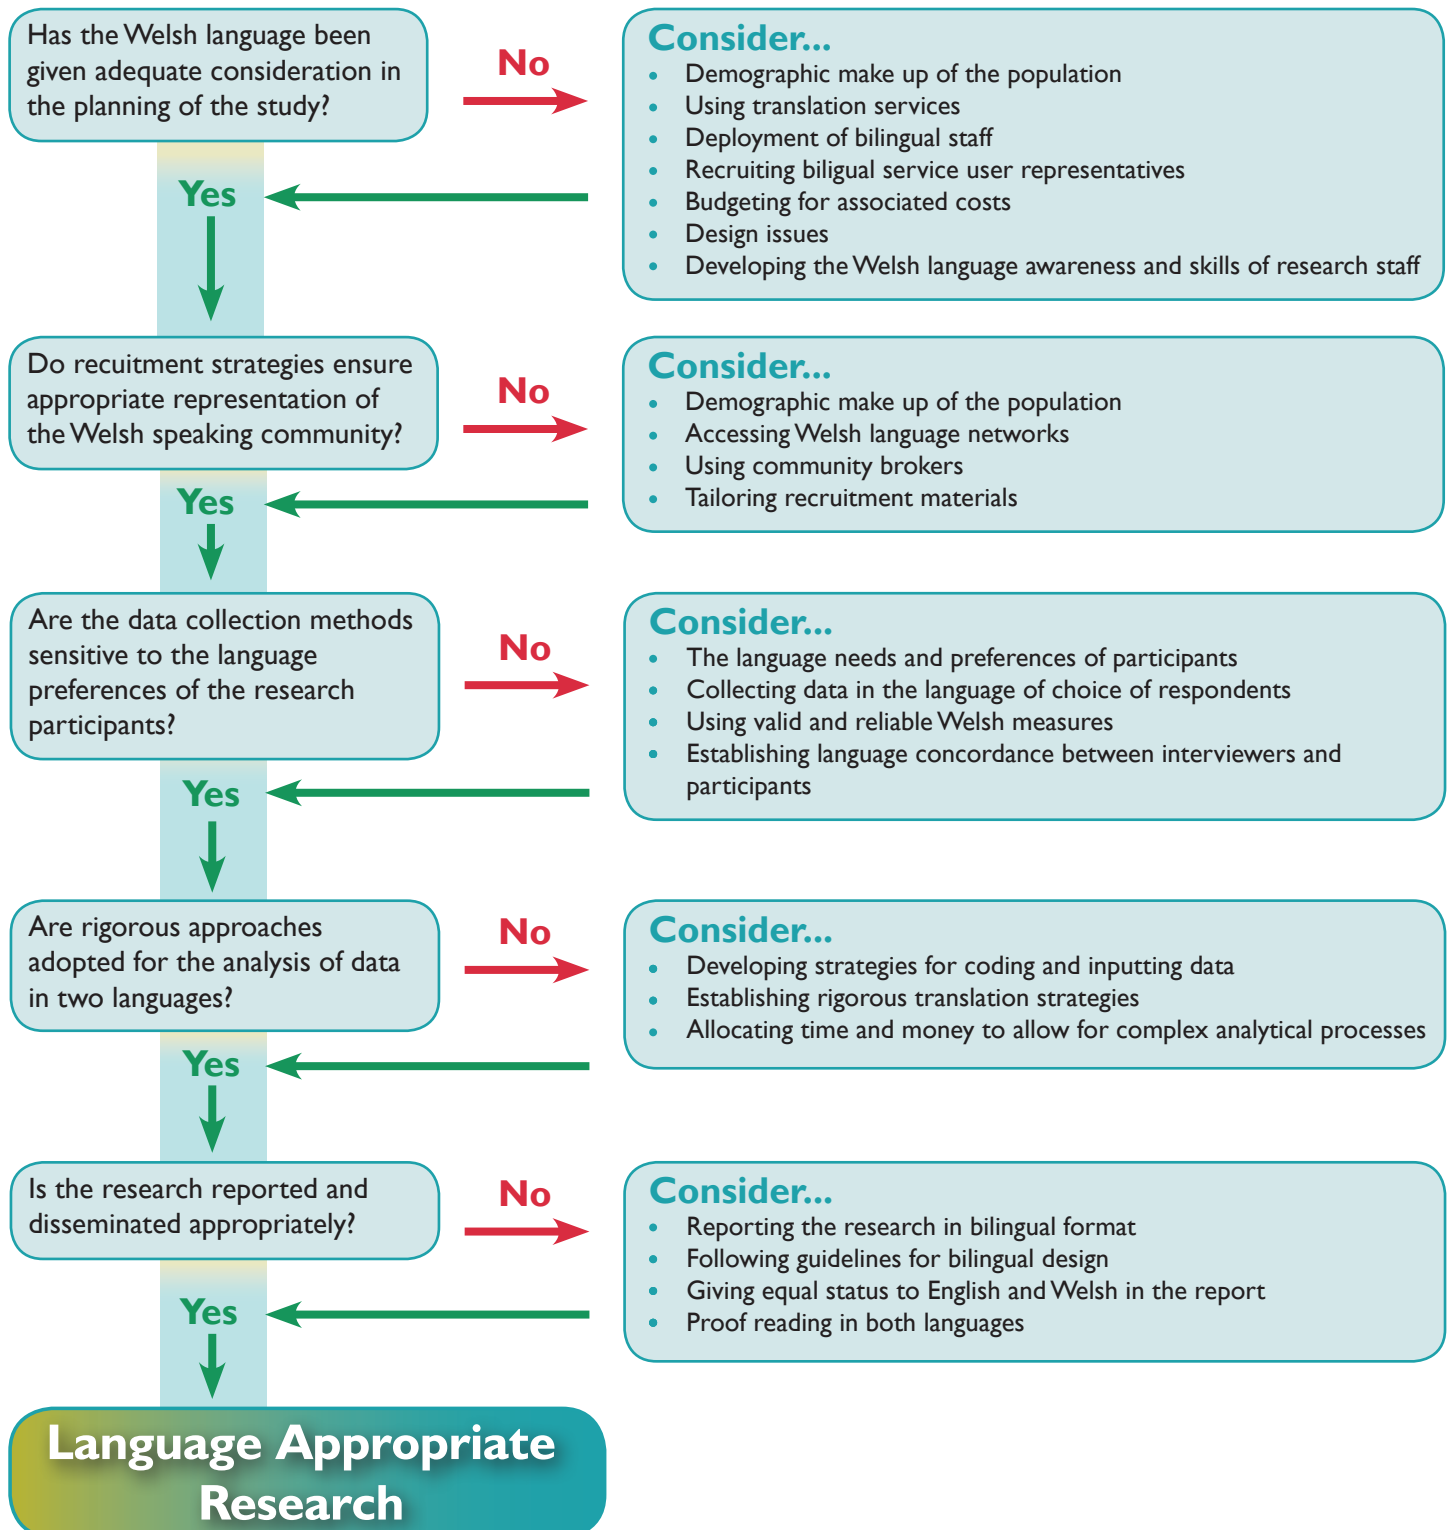 Has the Welsh language been
given adequate consideration in
the planning of the study?
No
Consider...
• Demographic make up of the population
• Using translation services
• Deployment of bilingual staff
• Recruiting biligual service user representatives
• Budgeting for associated costs
• Design issues
• Developing the Welsh language awareness and skills of research staff
Yes
Do recuitment strategies ensure
appropriate representation of
the Welsh speaking community?
No
Consider...
• Demographic make up of the population
• Accessing Welsh language networks
• Using community brokers
• Tailoring recruitment materials
Yes
Are the data collection methods
sensitive to the language
preferences of the research
participants?
No
Consider...
• The language needs and preferences of participants
• Collecting data in the language of choice of respondents
• Using valid and reliable Welsh measures
• Establishing language concordance between interviewers and
participants
Yes
Are rigorous approaches
adopted for the analysis of data
in two languages?
No
Consider...
• Developing strategies for coding and inputting data
• Establishing rigorous translation strategies
• Allocating time and money to allow for complex analytical processes
Yes
Is the research reported and
disseminated appropriately?
No
Consider...
• Reporting the research in bilingual format
• Following guidelines for bilingual design
• Giving equal status to English and Welsh in the report
• Proof reading in both languages
Yes
Language Appropriate
Research